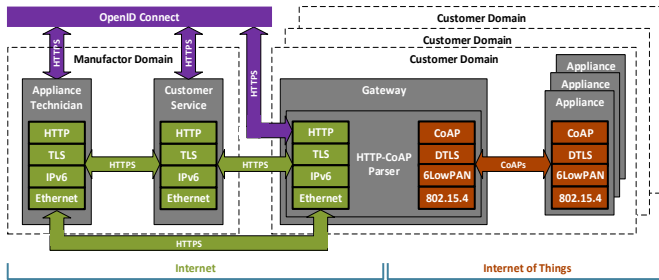 OpenID Connect
Customer Domain
Customer Domain
Manufactor Domain
Customer Domain
HTTPS
HTTPS
HTTPS
Appliance
Technician
Customer
Service
Gateway
Appliance
Appliance
Appliance
HTTP
TLS
IPv6
Ethernet
HTTPS
HTTP
TLS
IPv6
Ethernet
HTTPS
HTTP
TLS
IPv6
Ethernet
HTTP-CoAP
Parser
CoAP
DTLS
6LowPAN
802.15.4
CoAPs
CoAP
DTLS
6LowPAN
802.15.4
HTTPS
Internet
Internet of Things